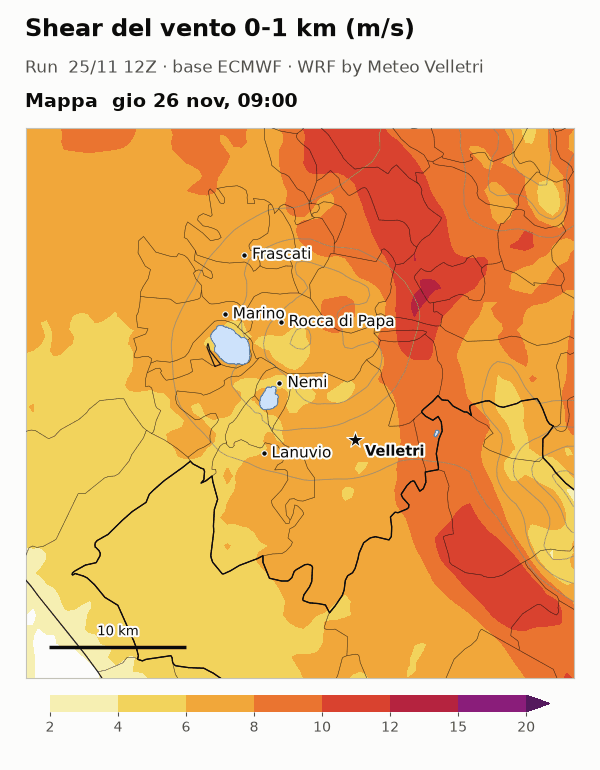 Shear del vento 0-1 km (m/s)
Run  25/11 12Z · base ECMWF · WRF by Meteo Velletri
Mappa  gio 26 nov, 09:00
Frascati
Marino
Rocca di Papa
Nemi
Velletri
Lanuvio
10 km
2 4 6 8 10 12 15 20